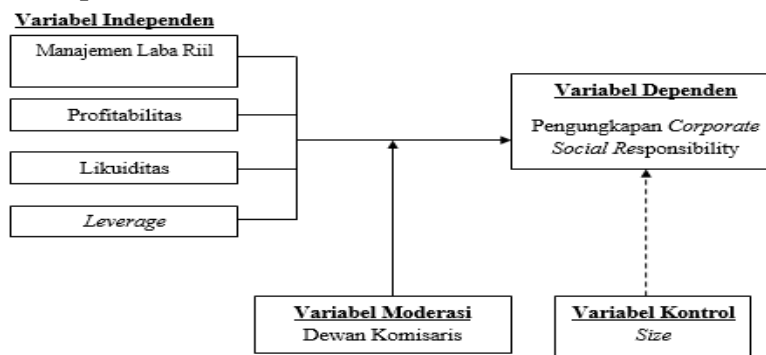 Variabel Independen
Manajemen Laba Riil
Profitabilitas
Likuiditas
Leverage
Variabel Dependen
Pengungkapan Corporate
Social Responsibility
Variabel Moderasi
Dewan Komisaris
Variabel Kontrol
Size